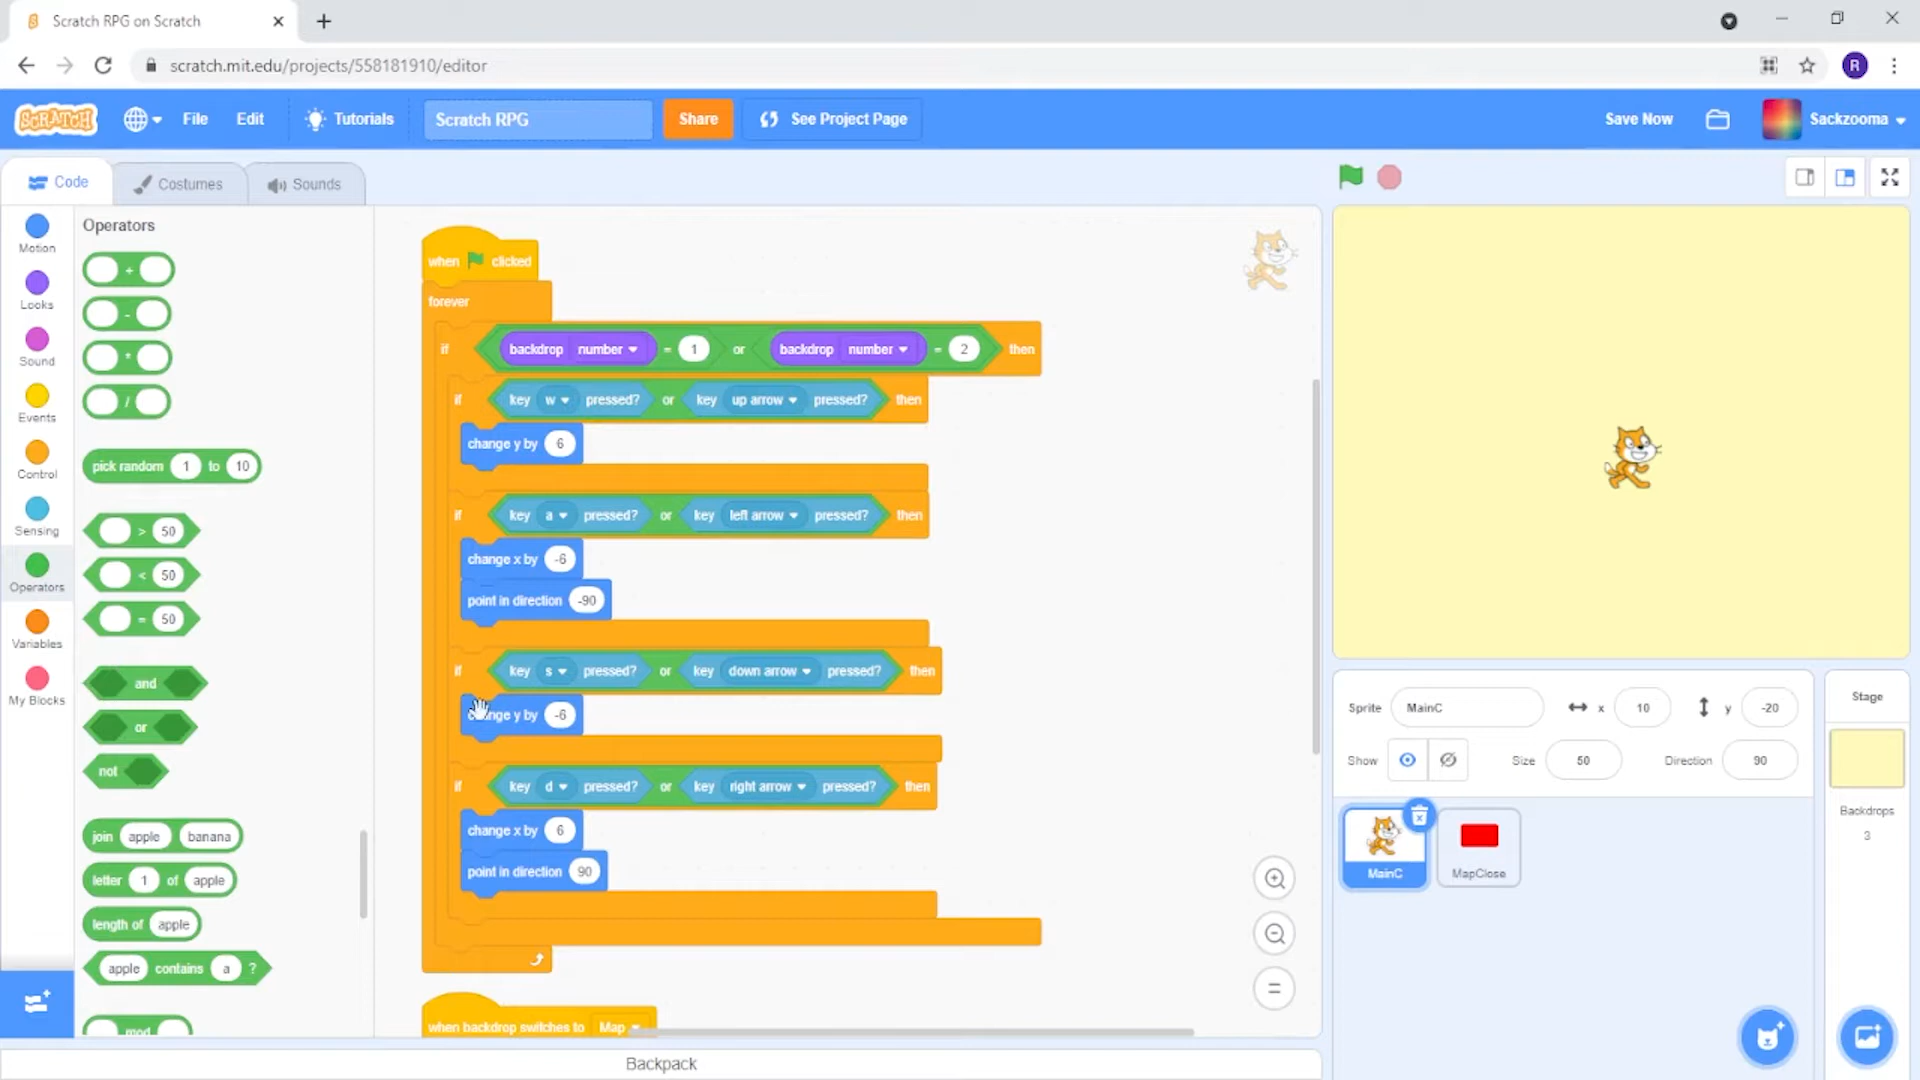 Scratch RPG on Scratch
scratch.mit.edu/projects/558181910/editor
R
SCRATCH File Edit Tutorials Scratch RPG Share See Project Page Save Now Sackzooma
Code Costumes Sounds
Motion
Looks
Sound
Events
Control
Sensing
Operators
Variables
My Blocks
Operators
+
-
*
/
pick random 1 to 10
> 50
< 50
= 50
and
or
not
join apple banana
letter 1 of apple
length of apple
apple contains a ?
mod
when clicked
forever
if backdrop number = 1 or backdrop number = 2 then
if key w pressed? or key up arrow pressed? then
change y by 6
if key a pressed? or key left arrow pressed? then
change x by -6
point in direction -90
if key s pressed? or key down arrow pressed? then
change y by -6
if key d pressed? or key right arrow pressed? then
change x by 6
point in direction 90
when backdrop switches to Map
Backpack
Sprite MainC x 10 y -20
Show Size 50 Direction 90
MainC MapClose
Stage
Backdrops
3